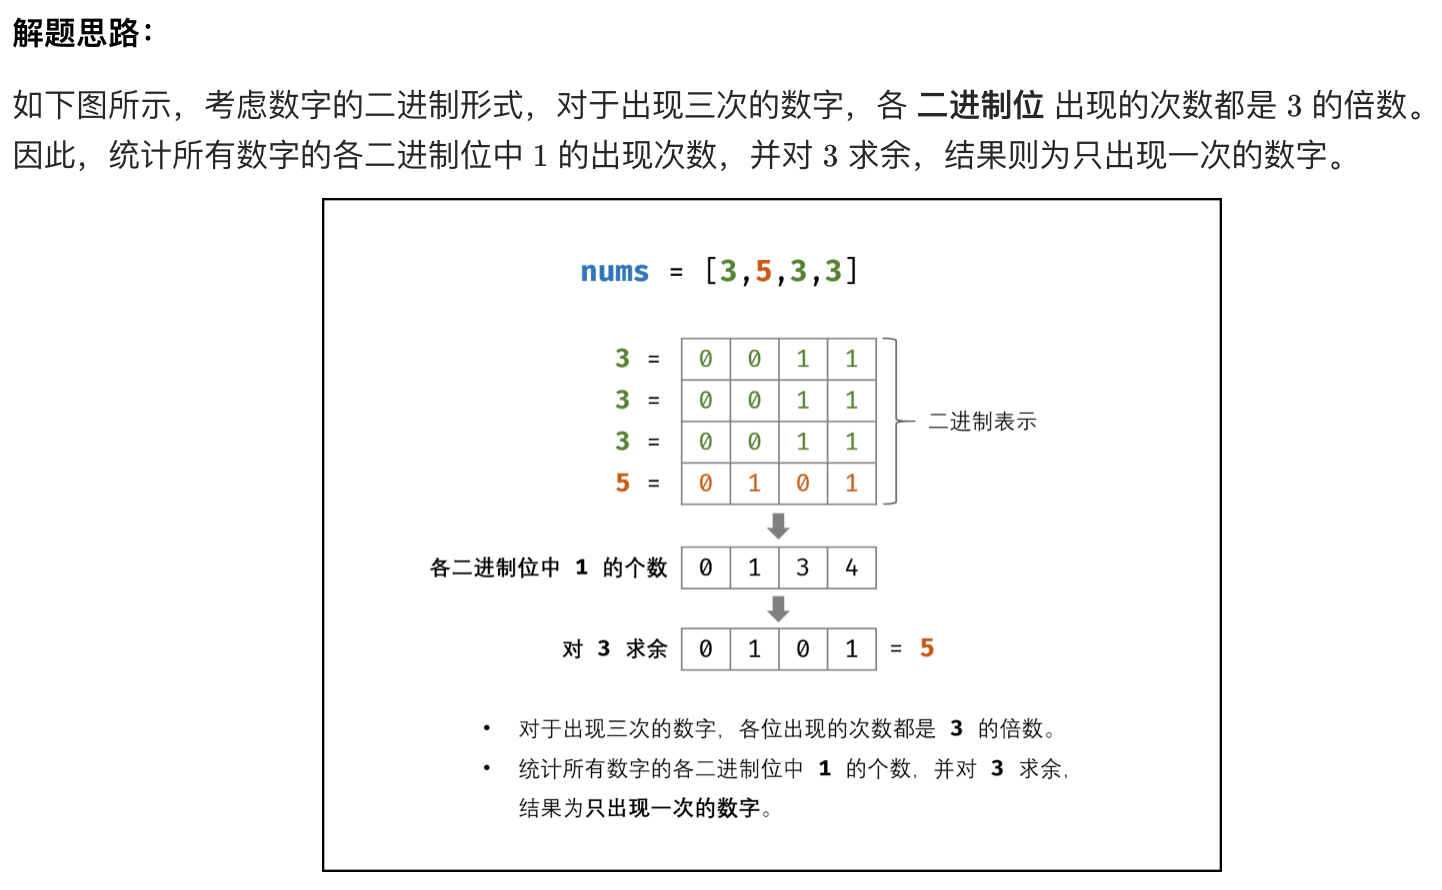 解题思路：
如下图所示，考虑数字的二进制形式，对于出现三次的数字，各 二进制位 出现的次数都是 3 的倍数。
因此，统计所有数字的各二进制位中 1 的出现次数，并对 3 求余，结果则为只出现一次的数字。
nums = [3,5,3,3]
3 = 0 0 1 1
3 = 0 0 1 1
3 = 0 0 1 1
5 = 0 1 0 1
二进制表示
各二进制位中 1 的个数 0 1 3 4
对 3 求余 0 1 0 1 = 5
• 对于出现三次的数字，各位出现的次数都是 3 的倍数。
• 统计所有数字的各二进制位中 1 的个数，并对 3 求余，
结果为只出现一次的数字。